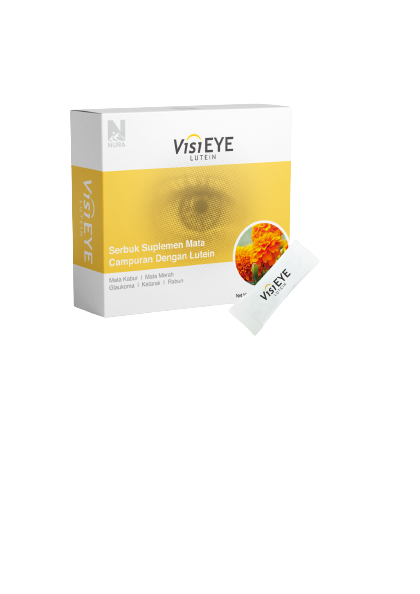 NURA
VISIEYE
LUTEIN
VISIEYE
LUTEIN
Serbuk Suplemen Mata
Campuran Dengan Lutein
Mata Kabur | Mata Merah
Glaukoma | Katarak | Rabun
Net
VISIEYE
LUTEIN